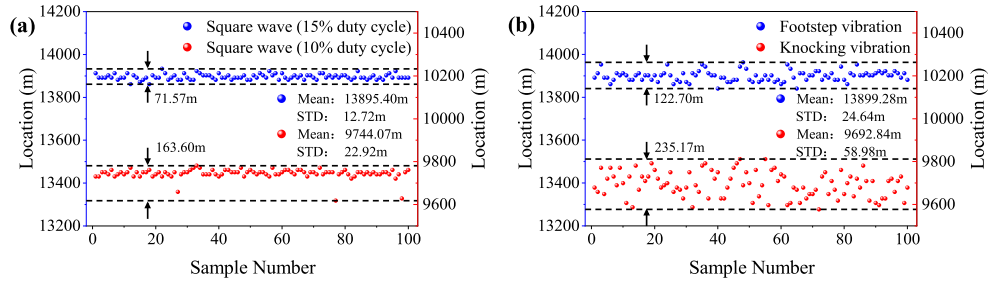 (a)
Square wave (15% duty cycle)
Square wave (10% duty cycle)
71.57m
Mean：13895.40m
STD：12.72m
Mean：9744.07m
STD：22.92m
163.60m
Location (m)
14200
14000
13800
13600
13400
13200
Location (m)
10400
10200
10000
9800
9600
0 20 40 60 80 100
Sample Number
(b)
Footstep vibration
Knocking vibration
122.70m
Mean：13899.28m
STD：24.64m
Mean：9692.84m
STD：58.98m
235.17m
Location (m)
14200
14000
13800
13600
13400
13200
Location (m)
10400
10200
10000
9800
9600
0 20 40 60 80 100
Sample Number